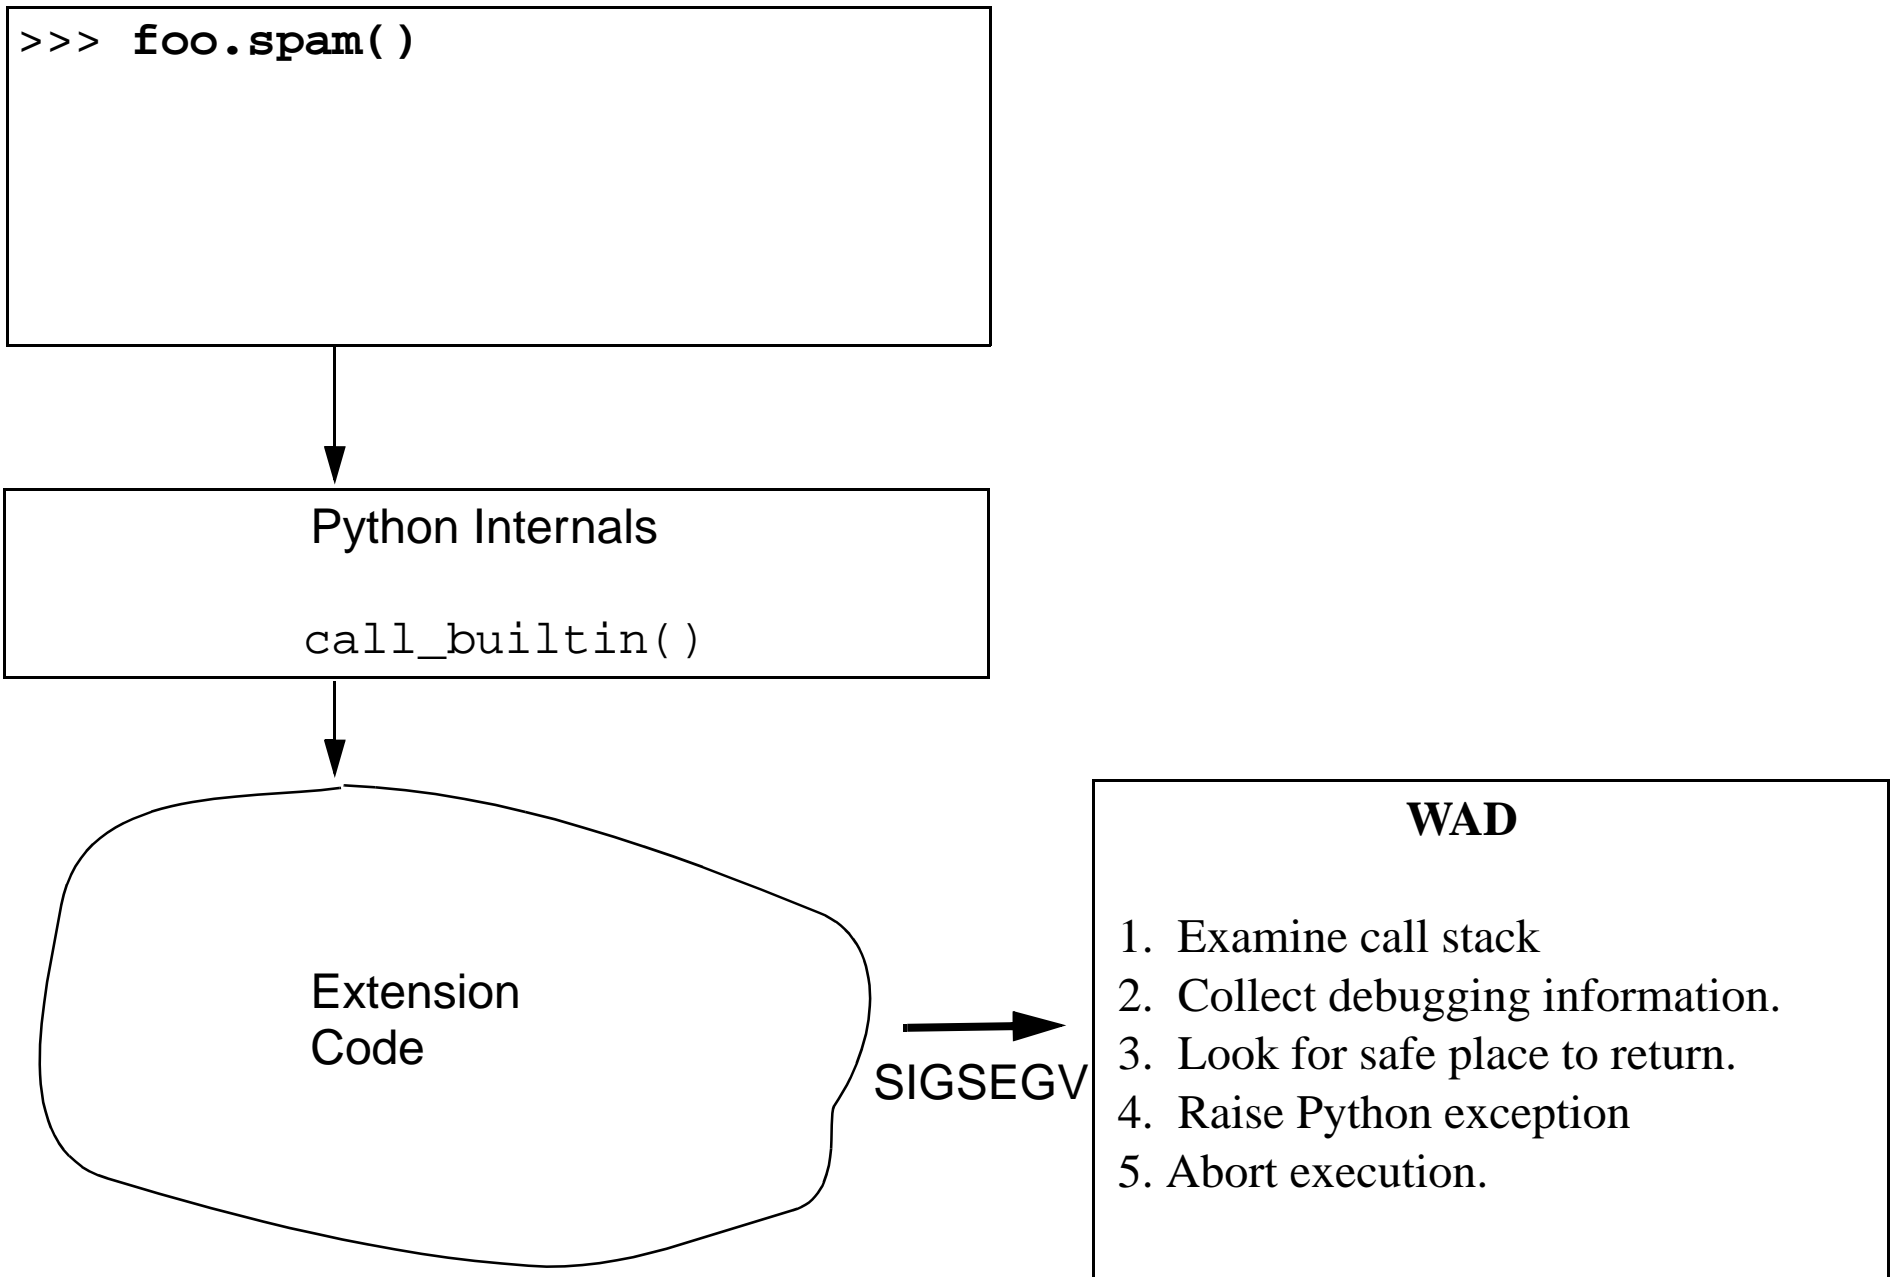 >>> foo.spam()
Python Internals
call_builtin()
Extension
Code
SIGSEGV
WAD
1. Examine call stack
2. Collect debugging information.
3. Look for safe place to return.
4. Raise Python exception
5. Abort execution.